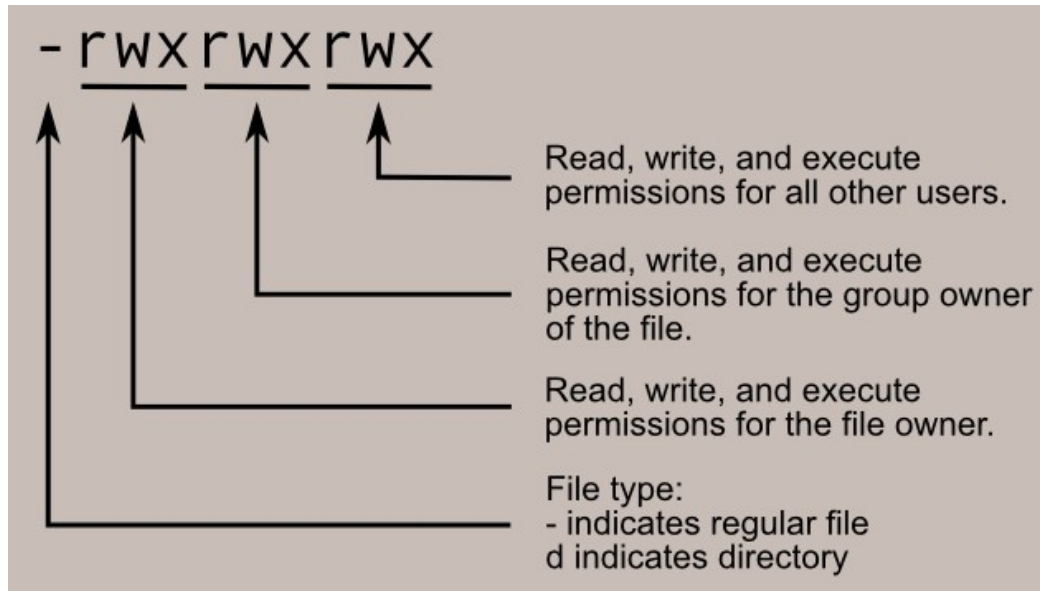 -rwxrwxrwx
Read, write, and execute
permissions for all other users.
Read, write, and execute
permissions for the group owner
of the file.
Read, write, and execute
permissions for the file owner.
File type:
- indicates regular file
d indicates directory